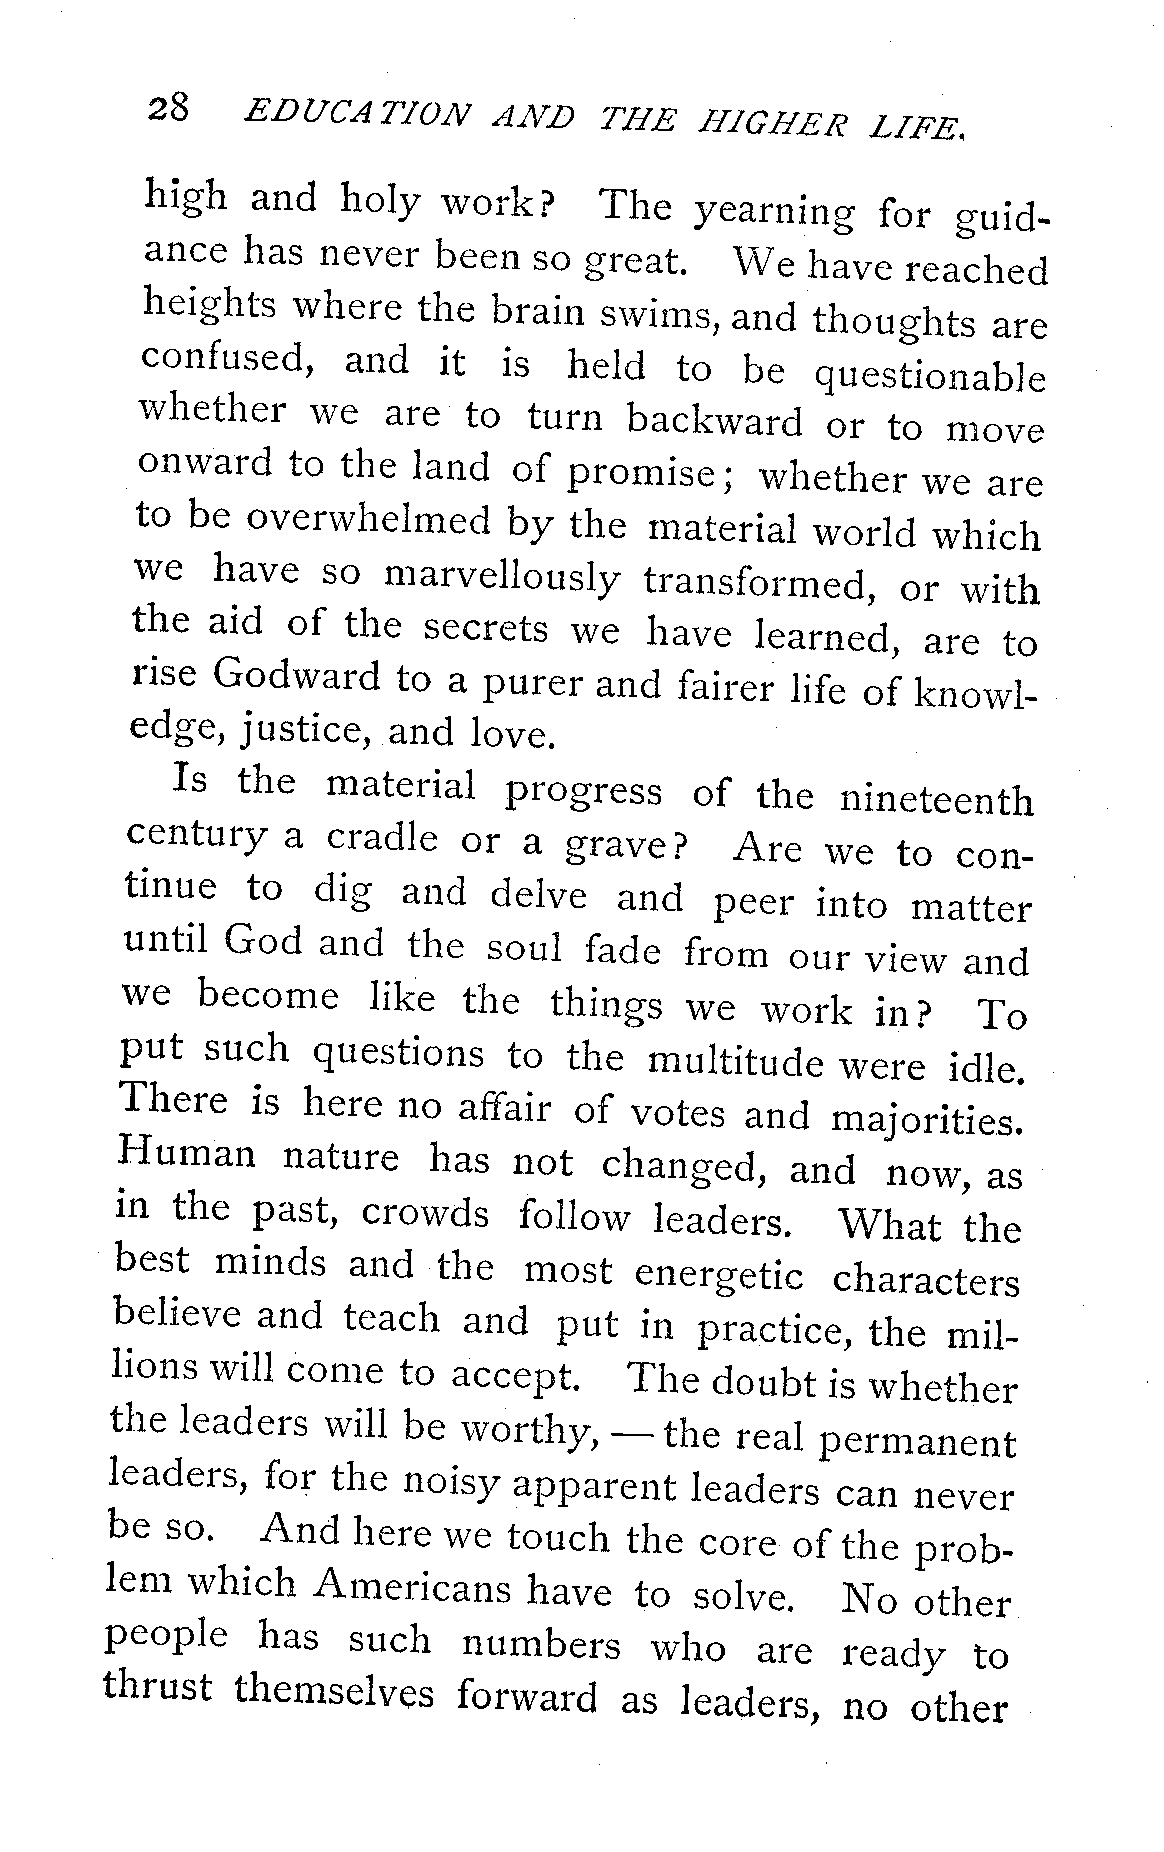 28 EDUCATION AND THE HIGHER LIFE.
high and holy work? The yearning for guid-
ance has never been so great. We have reached
heights where the brain swims, and thoughts are
confused, and it is held to be questionable
whether we are to turn backward or to move
onward to the land of promise; whether we are
to be overwhelmed by the material world which
we have so marvellously transformed, or with
the aid of the secrets we have learned, are to
rise Godward to a purer and fairer life of knowl-
edge, justice, and love.
Is the material progress of the nineteenth
century a cradle or a grave? Are we to con-
tinue to dig and delve and peer into matter
until God and the soul fade from our view and
we become like the things we work in? To
put such questions to the multitude were idle.
There is here no affair of votes and majorities.
Human nature has not changed, and now, as
in the past, crowds follow leaders. What the
best minds and the most energetic characters
believe and teach and put in practice, the mil-
lions will come to accept. The doubt is whether
the leaders will be worthy, — the real permanent
leaders, for the noisy apparent leaders can never
be so. And here we touch the core of the prob-
lem which Americans have to solve. No other
people has such numbers who are ready to
thrust themselves forward as leaders, no other